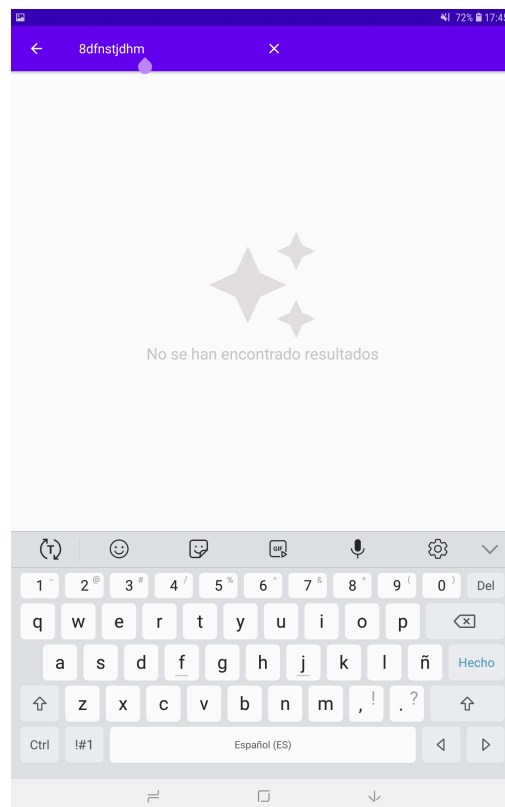 72% 17:45
8dfnstjdhm
No se han encontrado resultados
T GIF
1 - 2 @ 3 # 4 / 5 % 6 ^ 7 & 8 * 9 ( 0 ) Del
q w e r t y u i o p
a s d f g h j k l ñ Hecho
z x c v b n m , ! . ?
Ctrl !#1 Español (ES)